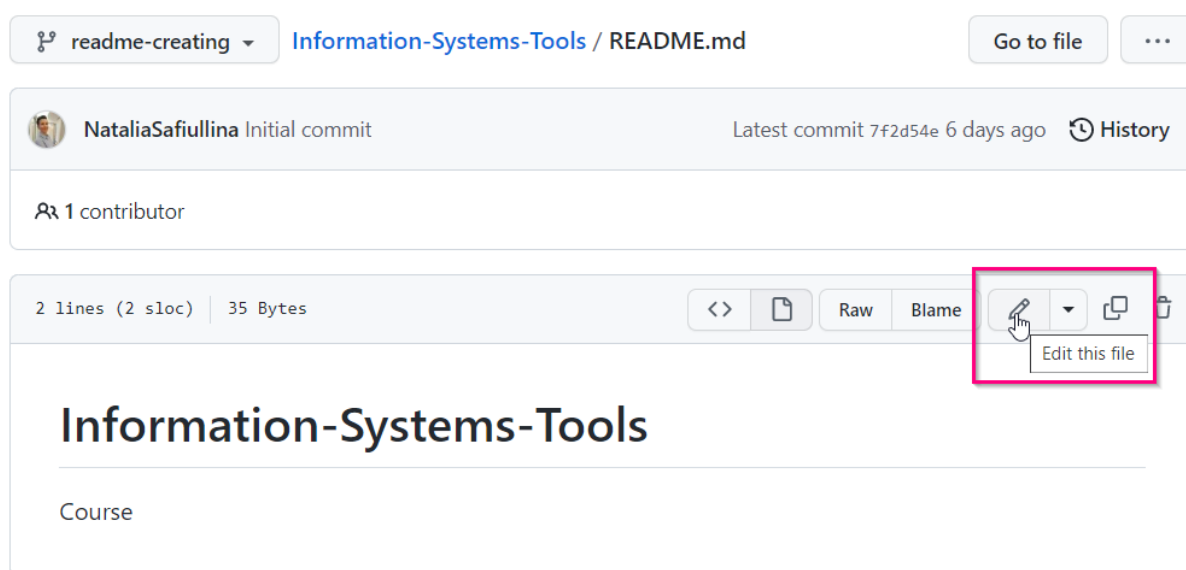 readme-creating Information-Systems-Tools / README.md Go to file ...
NataliaSafiullina Initial commit Latest commit 7f2d54e 6 days ago History
1 contributor
2 lines (2 sloc) 35 Bytes <> Raw Blame
Edit this file
Information-Systems-Tools
Course